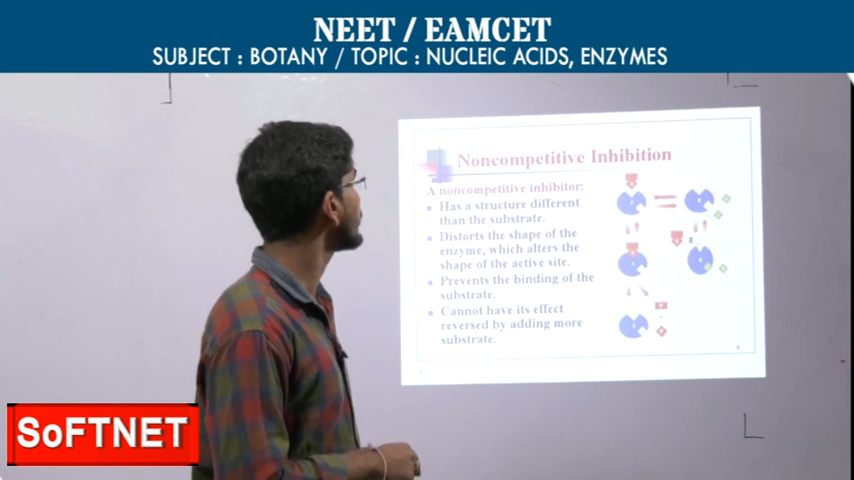 NEET / EAMCET
SUBJECT : BOTANY / TOPIC : NUCLEIC ACIDS, ENZYMES
Noncompetitive Inhibition
A noncompetitive inhibitor:
Has a structure different
than the substrate.
Distorts the shape of the
enzyme, which alters the
shape of the active site.
Prevents the binding of the
substrate.
Cannot have its effect
reversed by adding more
substrate.
SoFTNET